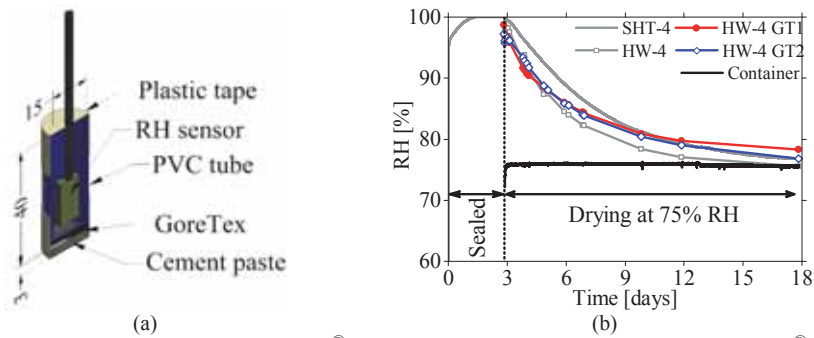 15
40
3
Plastic tape
RH sensor
PVC tube
GoreTex
Cement paste
(a)
RH [%]
100
90
80
70
60
SHT-4 HW-4 GT1
HW-4 HW-4 GT2
Container
Sealed
Drying at 75% RH
0 3 6 9 12 15 18
Time [days]
(b)
® ®